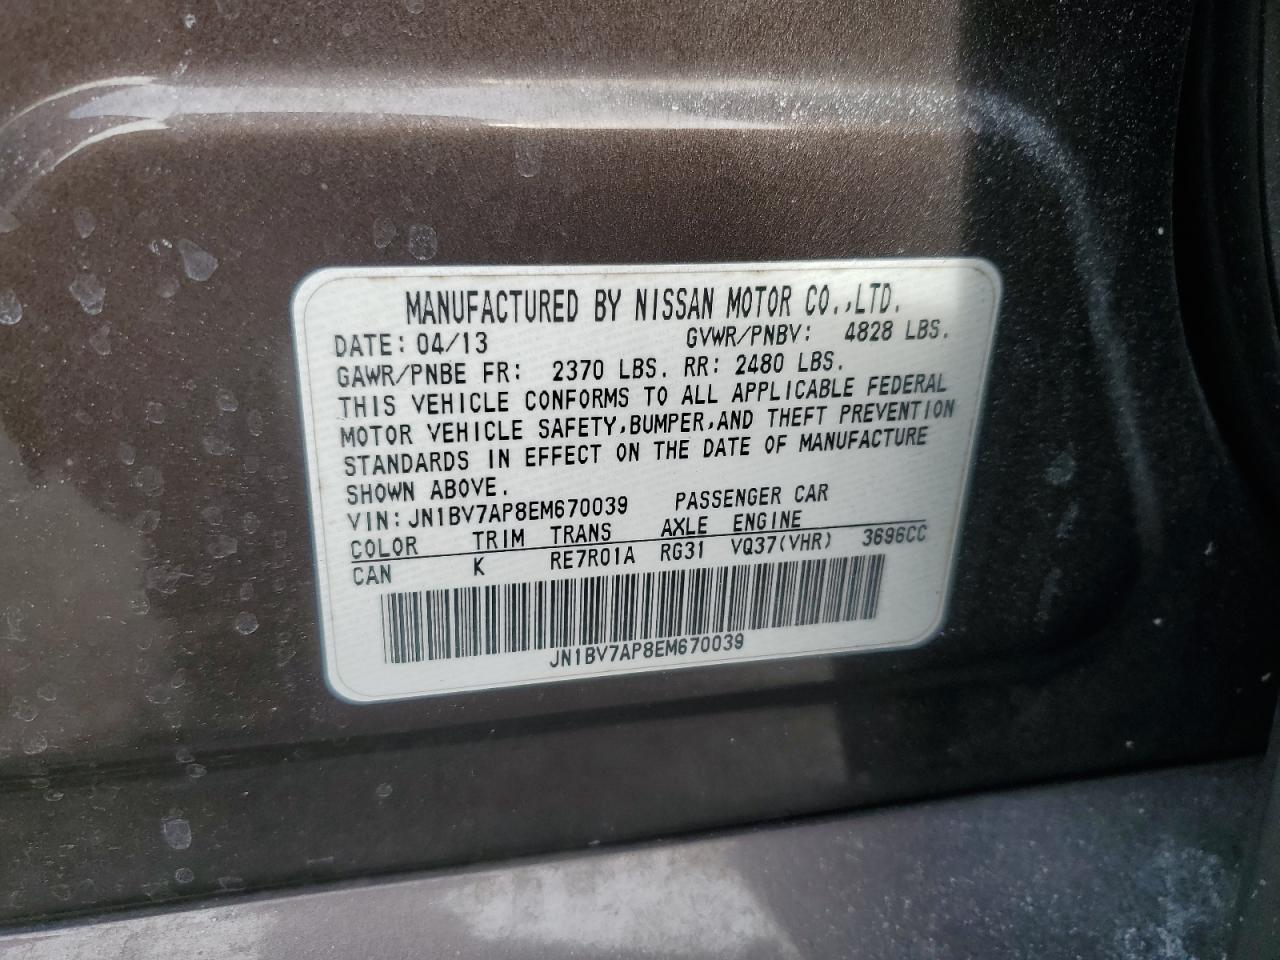 MANUFACTURED BY NISSAN MOTOR CO.,LTD.
DATE: 04/13 GVWR/PNBV: 4828 LBS.
GAWR/PNBE FR: 2370 LBS. RR: 2480 LBS.
THIS VEHICLE CONFORMS TO ALL APPLICABLE FEDERAL
MOTOR VEHICLE SAFETY,BUMPER,AND THEFT PREVENTION
STANDARDS IN EFFECT ON THE DATE OF MANUFACTURE
SHOWN ABOVE.
VIN:JN1BV7AP8EM670039 PASSENGER CAR
COLOR TRIM TRANS AXLE ENGINE
CAN K RE7R01A RG31 VQ37(VHR) 3696CC
JN1BV7AP8EM670039